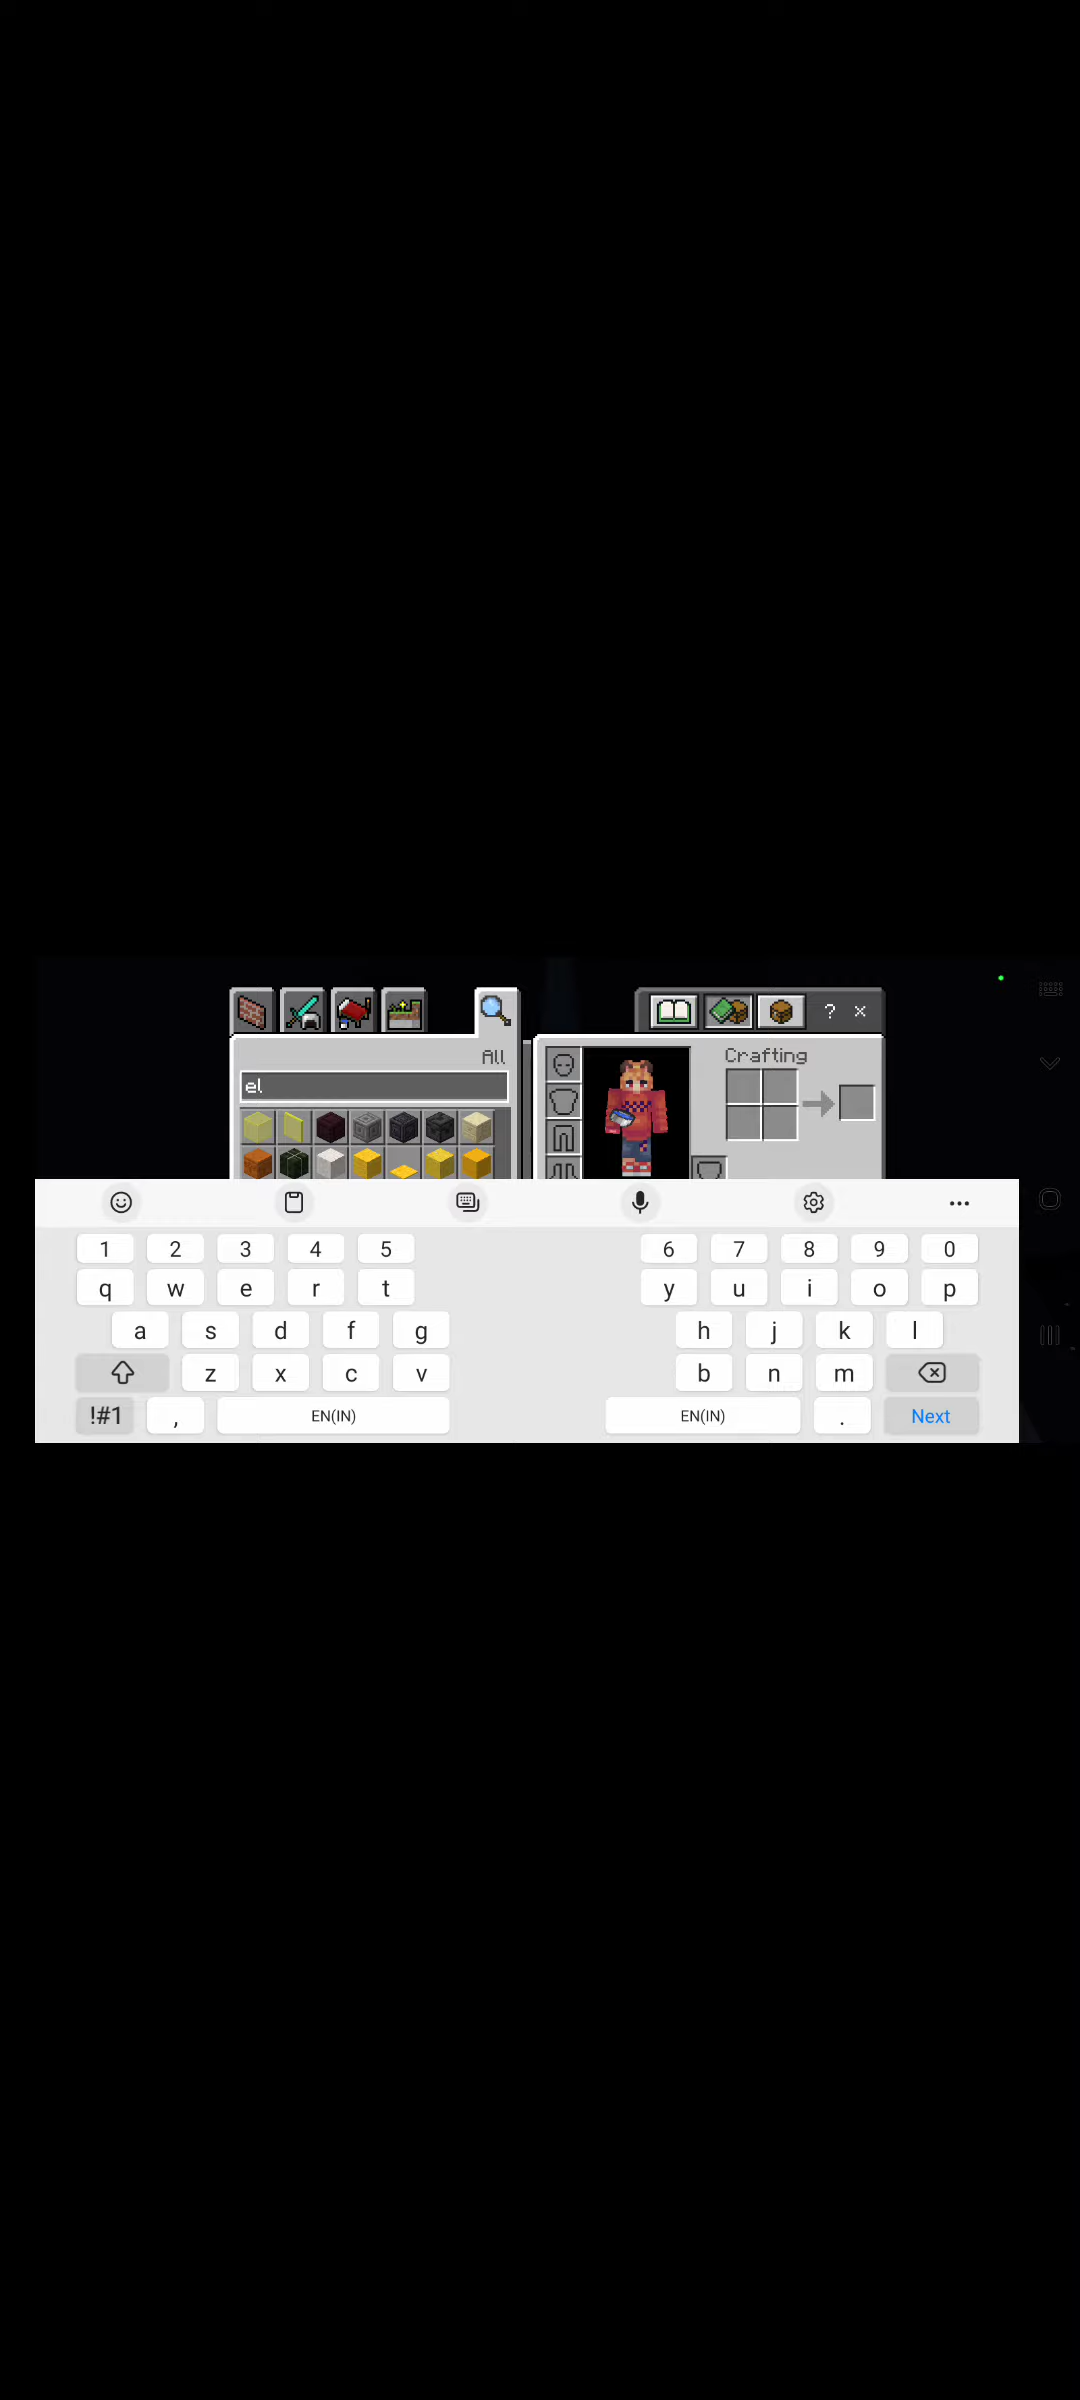 All
el
? ×
Crafting
1 2 3 4 5 6 7 8 9 0
q w e r t y u i o p
a s d f g h j k l
z x c v b n m
!#1 , EN(IN) EN(IN) . Next